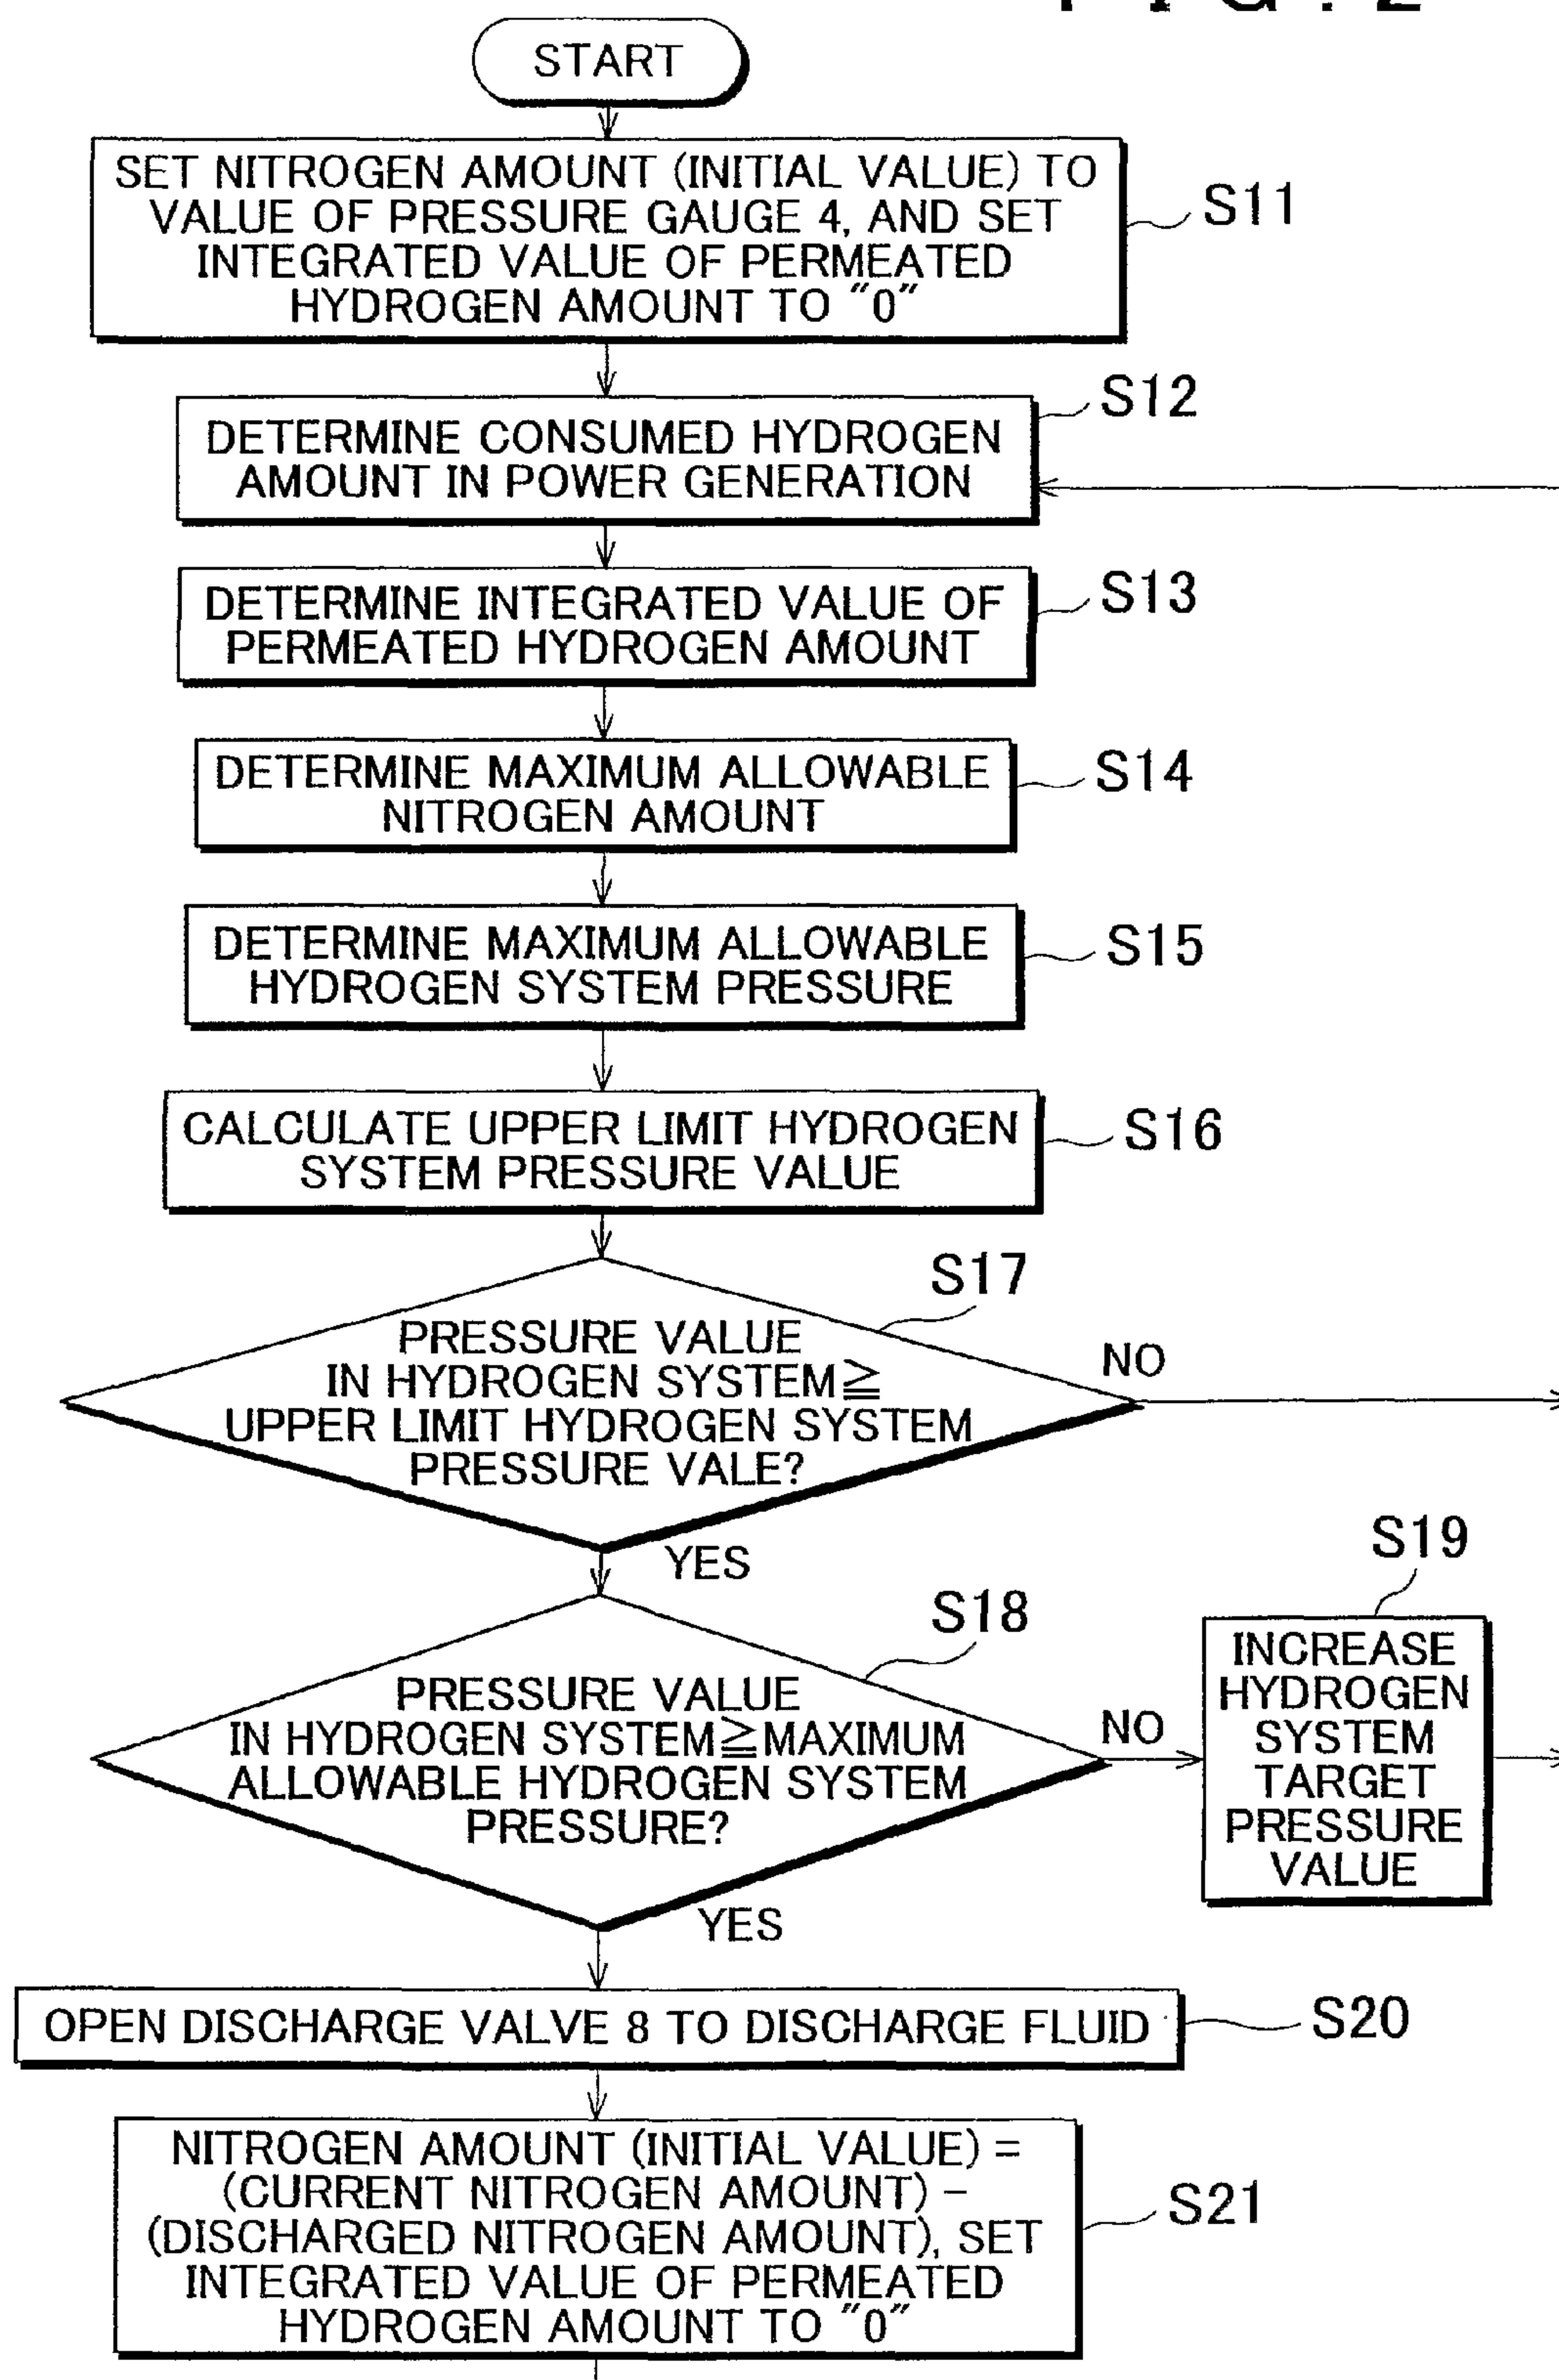 FIG. 2
START
SET NITROGEN AMOUNT (INITIAL VALUE) TO
VALUE OF PRESSURE GAUGE 4, AND SET
INTEGRATED VALUE OF PERMEATED
HYDROGEN AMOUNT TO "0"
S11
DETERMINE CONSUMED HYDROGEN
AMOUNT IN POWER GENERATION
S12
DETERMINE INTEGRATED VALUE OF
PERMEATED HYDROGEN AMOUNT
S13
DETERMINE MAXIMUM ALLOWABLE
NITROGEN AMOUNT
S14
DETERMINE MAXIMUM ALLOWABLE
HYDROGEN SYSTEM PRESSURE
S15
CALCULATE UPPER LIMIT HYDROGEN
SYSTEM PRESSURE VALUE
S16
S17
PRESSURE VALUE
IN HYDROGEN SYSTEM≧
UPPER LIMIT HYDROGEN SYSTEM
PRESSURE VALE?
NO
YES
S18
PRESSURE VALUE
IN HYDROGEN SYSTEM≧MAXIMUM
ALLOWABLE HYDROGEN SYSTEM
PRESSURE?
NO
YES
S19
INCREASE
HYDROGEN
SYSTEM
TARGET
PRESSURE
VALUE
OPEN DISCHARGE VALVE 8 TO DISCHARGE FLUID
S20
NITROGEN AMOUNT (INITIAL VALUE) =
(CURRENT NITROGEN AMOUNT) −
(DISCHARGED NITROGEN AMOUNT), SET
INTEGRATED VALUE OF PERMEATED
HYDROGEN AMOUNT TO "0"
S21